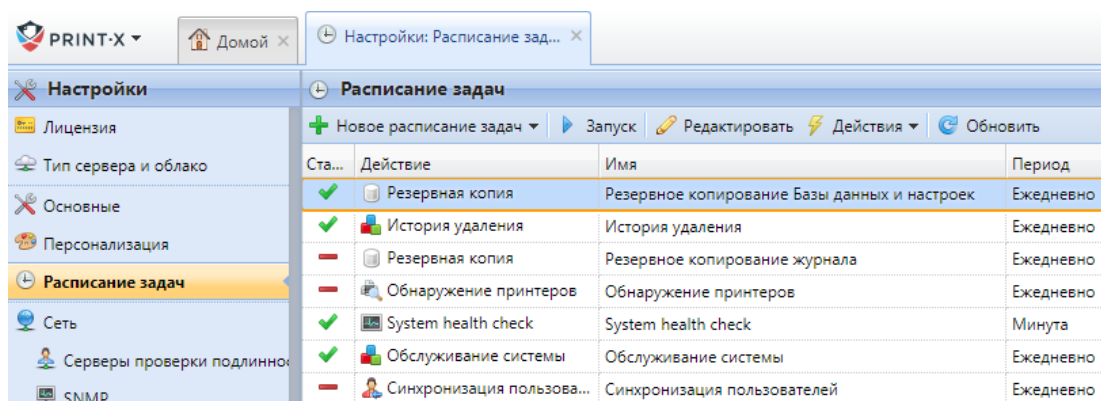 PRINT·X Домой Настройки: Расписание зад...
Настройки
Лицензия
Тип сервера и облако
Основные
Персонализация
Расписание задач
Сеть
Серверы проверки
SNMP
Расписание задач
Новое расписание задач Запуск Редактировать Действия Обновить
Ста... Действие Имя Период
Резервная копия Резервное копирование Базы данных и настроек Ежедневно
История удаления История удаления Ежедневно
Резервная копия Резервное копирование журнала Ежедневно
Обнаружение принтеров Обнаружение принтеров Ежедневно
System health check System health check Минута
Обслуживание системы Обслуживание системы Ежедневно
Синхронизация пользова... Синхронизация пользователей Ежедневно